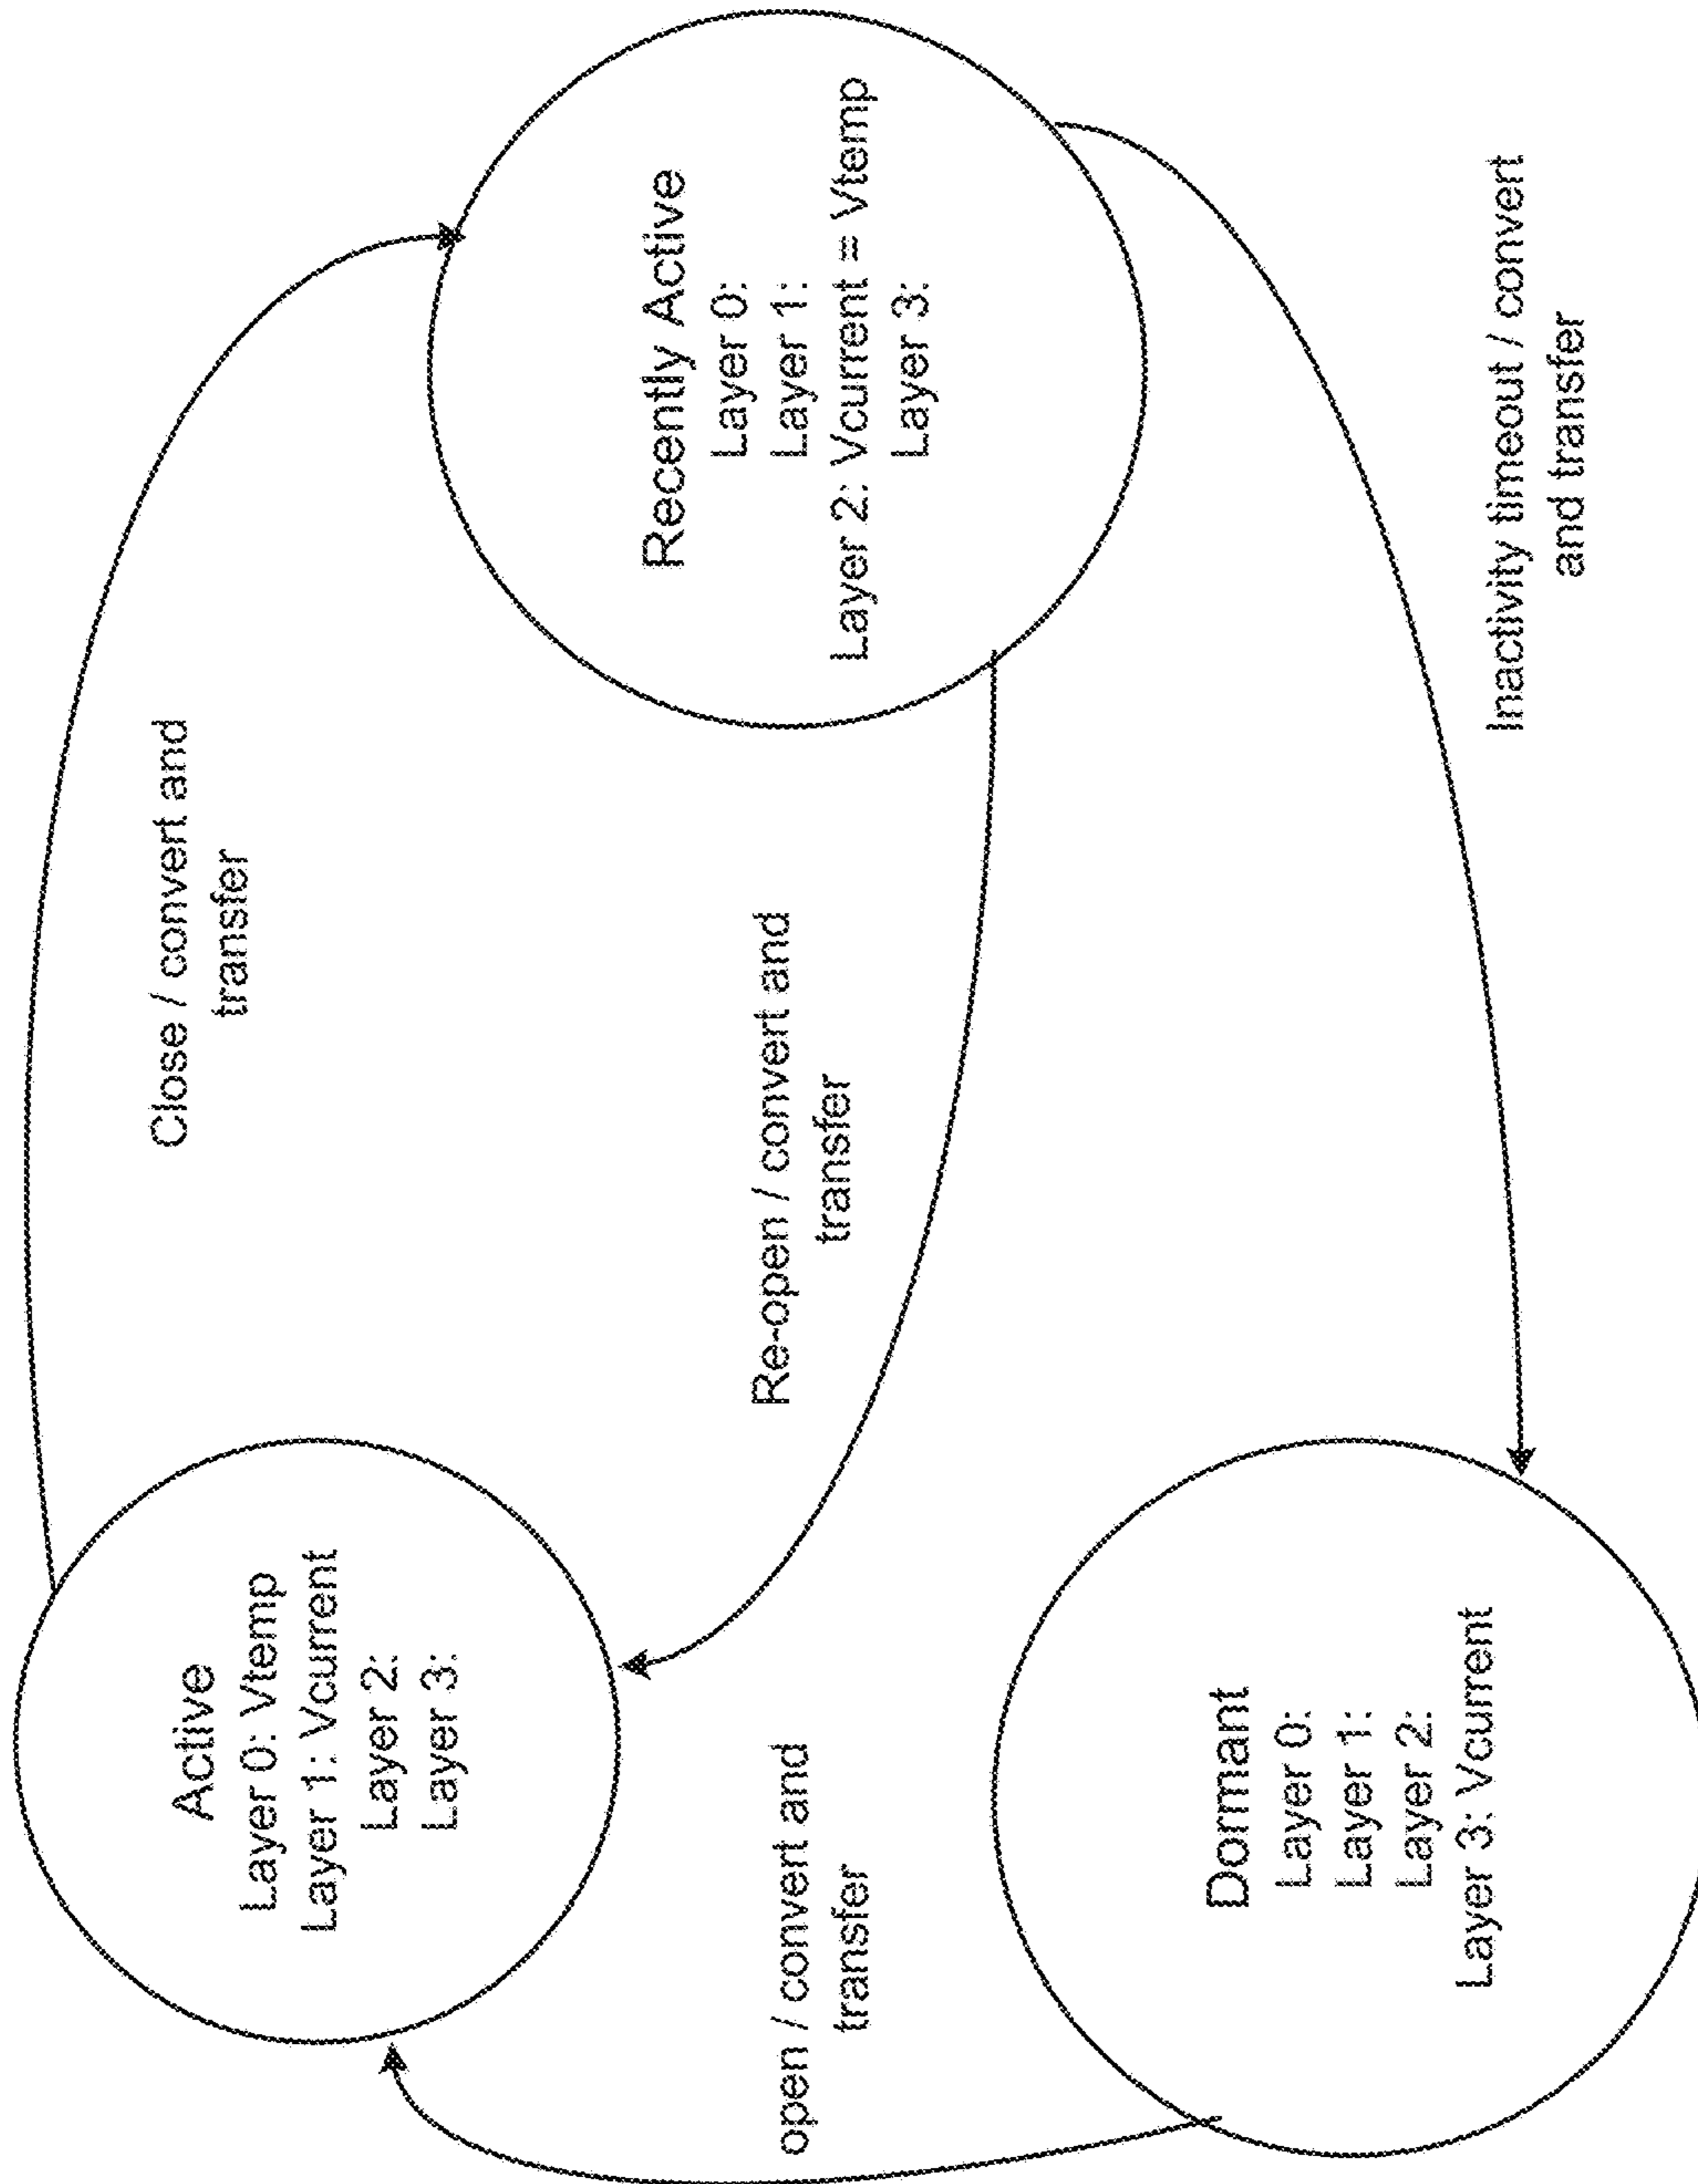 Active
Layer 0: Vtemp
Layer 1: Vcurrent
Layer 2:
Layer 3:
Close / convert and
transfer
Recently Active
Layer 0:
Layer 1:
Layer 2: Vcurrent = Vtemp
Layer 3:
Re-open / convert and
transfer
open / convert and
transfer
Dormant
Layer 0:
Layer 1:
Layer 2:
Layer 3: Vcurrent
Inactivity timeout / convert
and transfer